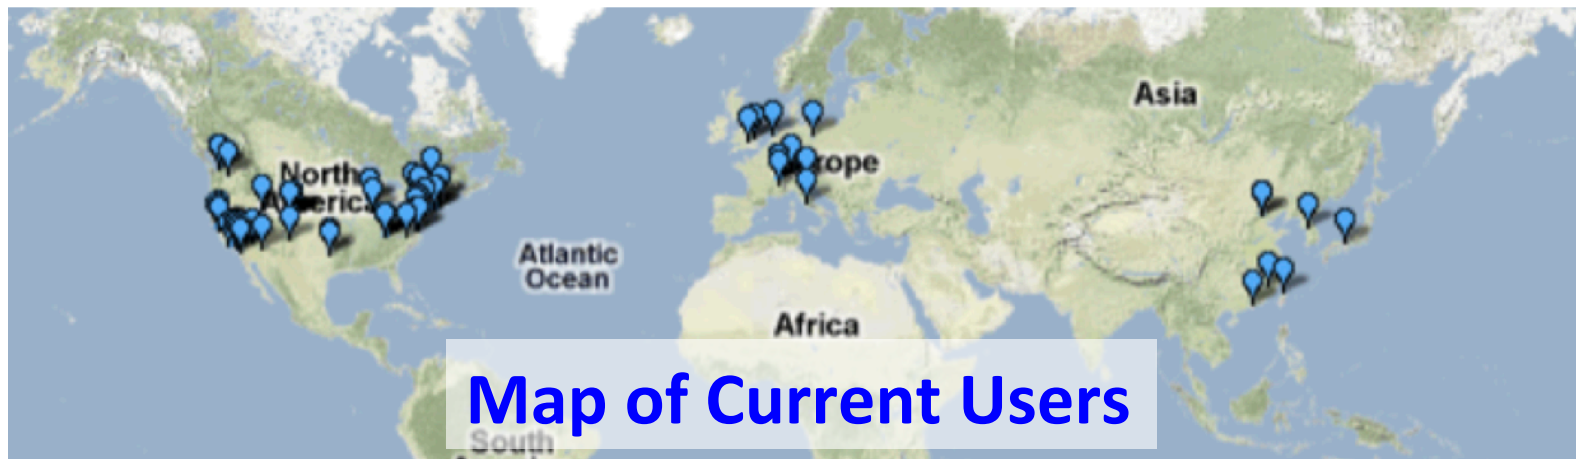 Asia
North
America
Europe
Atlantic
Ocean
Africa
Map of Current Users
South